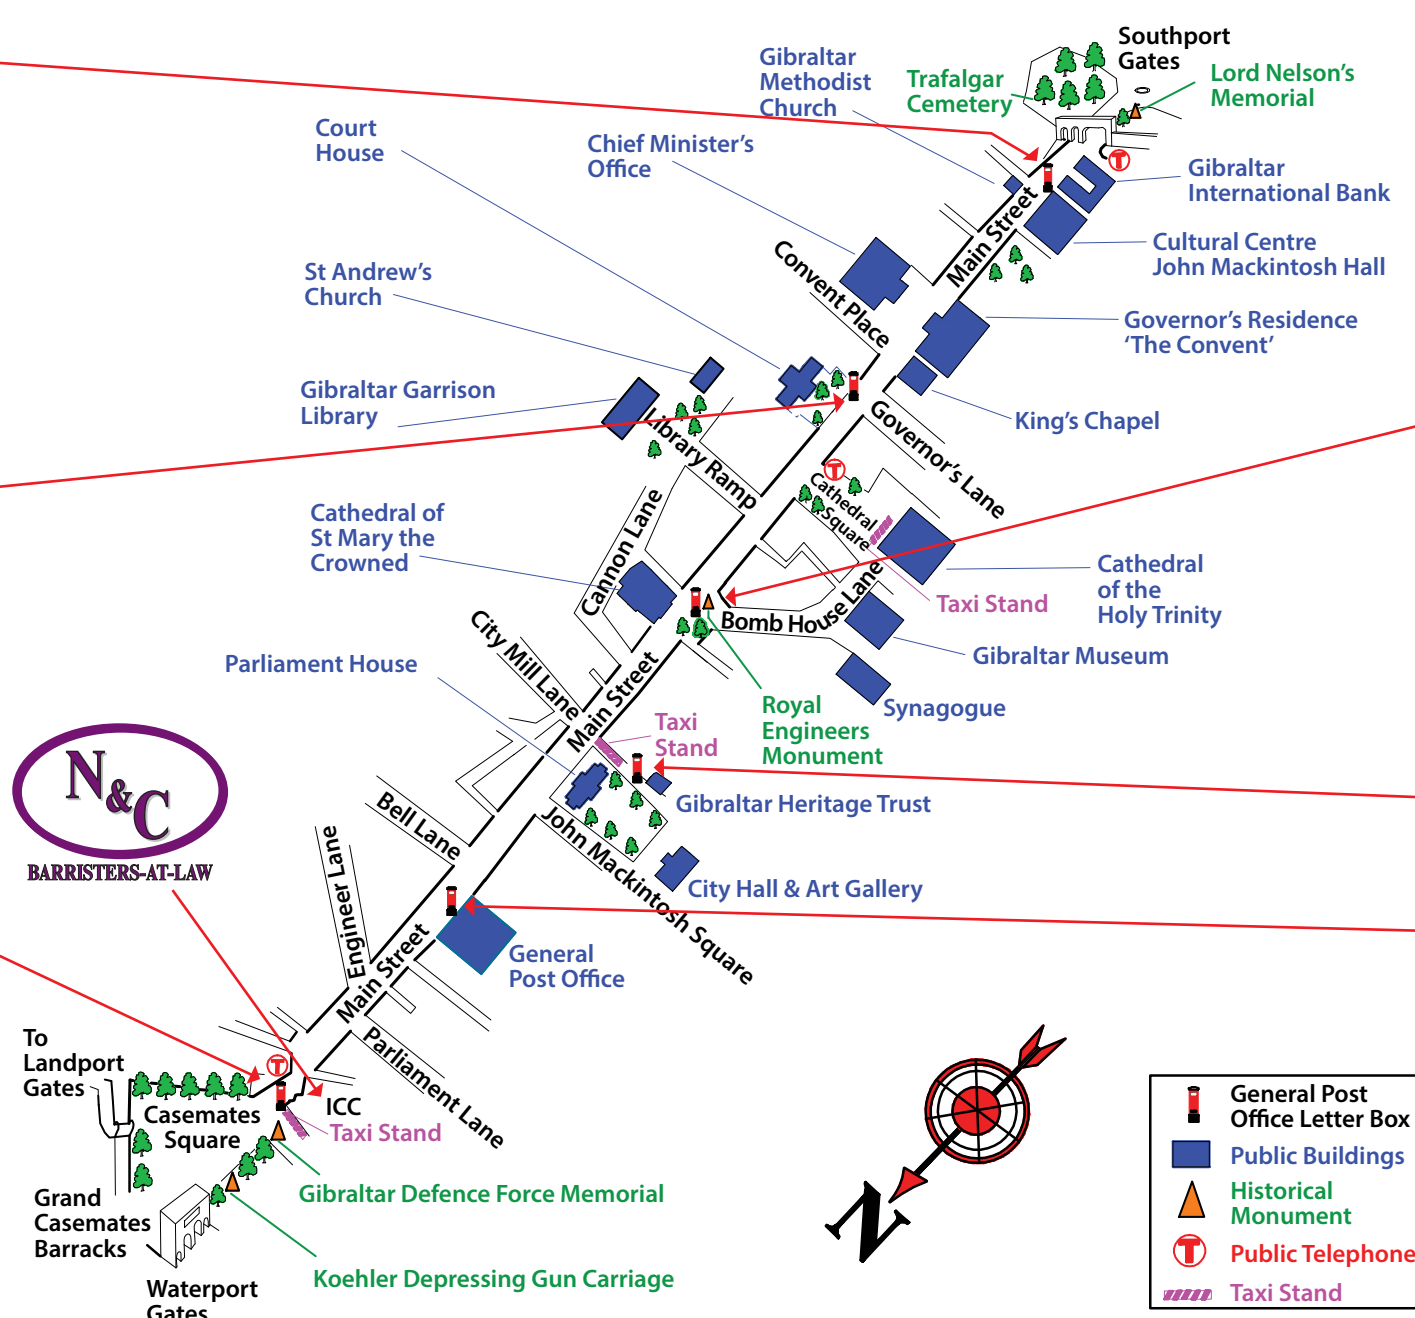 Southport
Gates
Lord Nelson's
Memorial
Trafalgar
Cemetery
Gibraltar
Methodist
Church
Court
House
Chief Minister's
Office
Gibraltar
International Bank
Main Street
Cultural Centre
John Mackintosh Hall
Convent Place
St Andrew's
Church
Governor's Residence
'The Convent'
Gibraltar Garrison
Library
King's Chapel
Library Ramp
Governor's Lane
Cathedral
Square
Cathedral of
St Mary the
Crowned
Cannon Lane
Cathedral
of the
Holy Trinity
Taxi Stand
Bomb House Lane
Gibraltar Museum
Synagogue
City Mill Lane
Main Street
Parliament House
Royal
Engineers
Monument
Taxi
Stand
Gibraltar Heritage Trust
N&C
BARRISTERS-AT-LAW
Bell Lane
John Mackintosh Square
City Hall & Art Gallery
Engineer Lane
Main Street
General
Post Office
Parliament Lane
To
Landport
Gates
Casemates
Square
ICC
Taxi Stand
Gibraltar Defence Force Memorial
Grand
Casemates
Barracks
Koehler Depressing Gun Carriage
Waterport
Gates
N
General Post
Office Letter Box
Public Buildings
Historical
Monument
T
Public Telephone
Taxi Stand
T
T
T